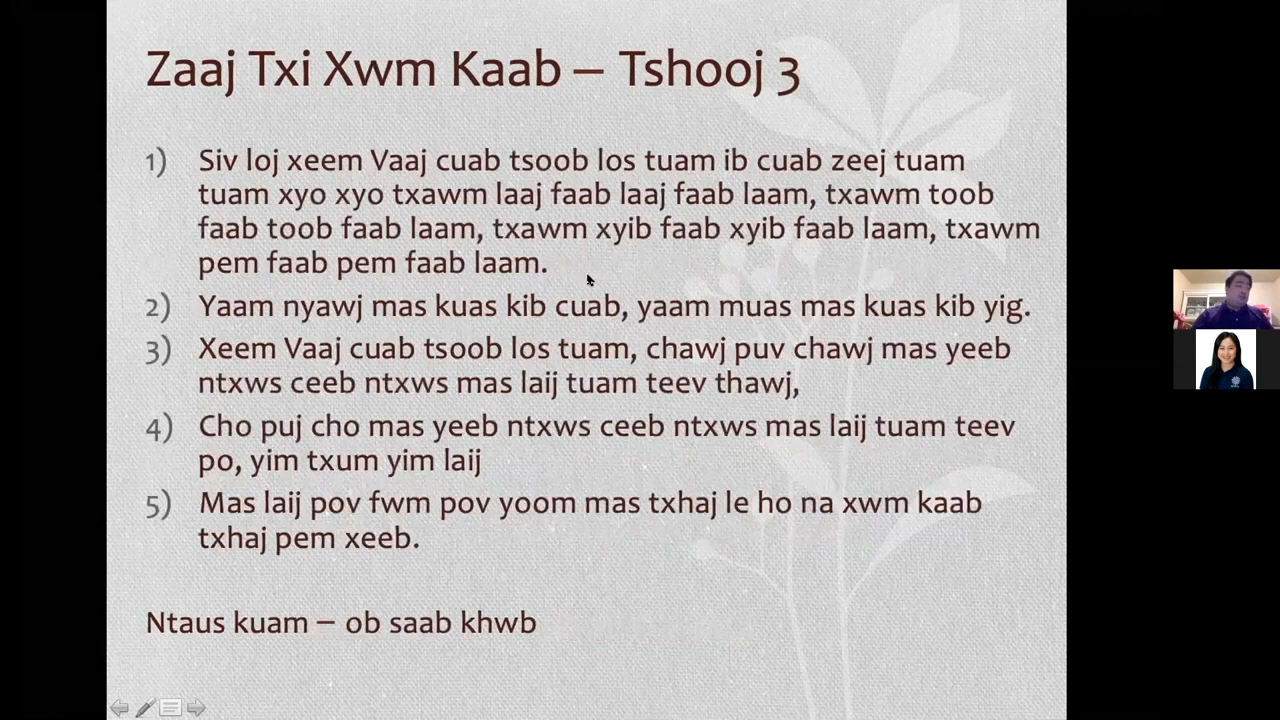 Zaaj Txi Xwm Kaab – Tshooj 3
1) Siv loj xeem Vaaj cuab tsoob los tuam ib cuab zeej tuam
tuam xyo xyo txawm laaj faab laaj faab laam, txawm toob
faab toob faab laam, txawm xyib faab xyib faab laam, txawm
pem faab pem faab laam.
2) Yaam nyawj mas kuas kib cuab, yaam muas mas kuas kib yig.
3) Xeem Vaaj cuab tsoob los tuam, chawj puv chawj mas yeeb
ntxws ceeb ntxws mas laij tuam teev thawj,
4) Cho puj cho mas yeeb ntxws ceeb ntxws mas laij tuam teev
po, yim txum yim laij
5) Mas laij pov fwm pov yoom mas txhaj le ho na xwm kaab
txhaj pem xeeb.
Ntaus kuam – ob saab khwb